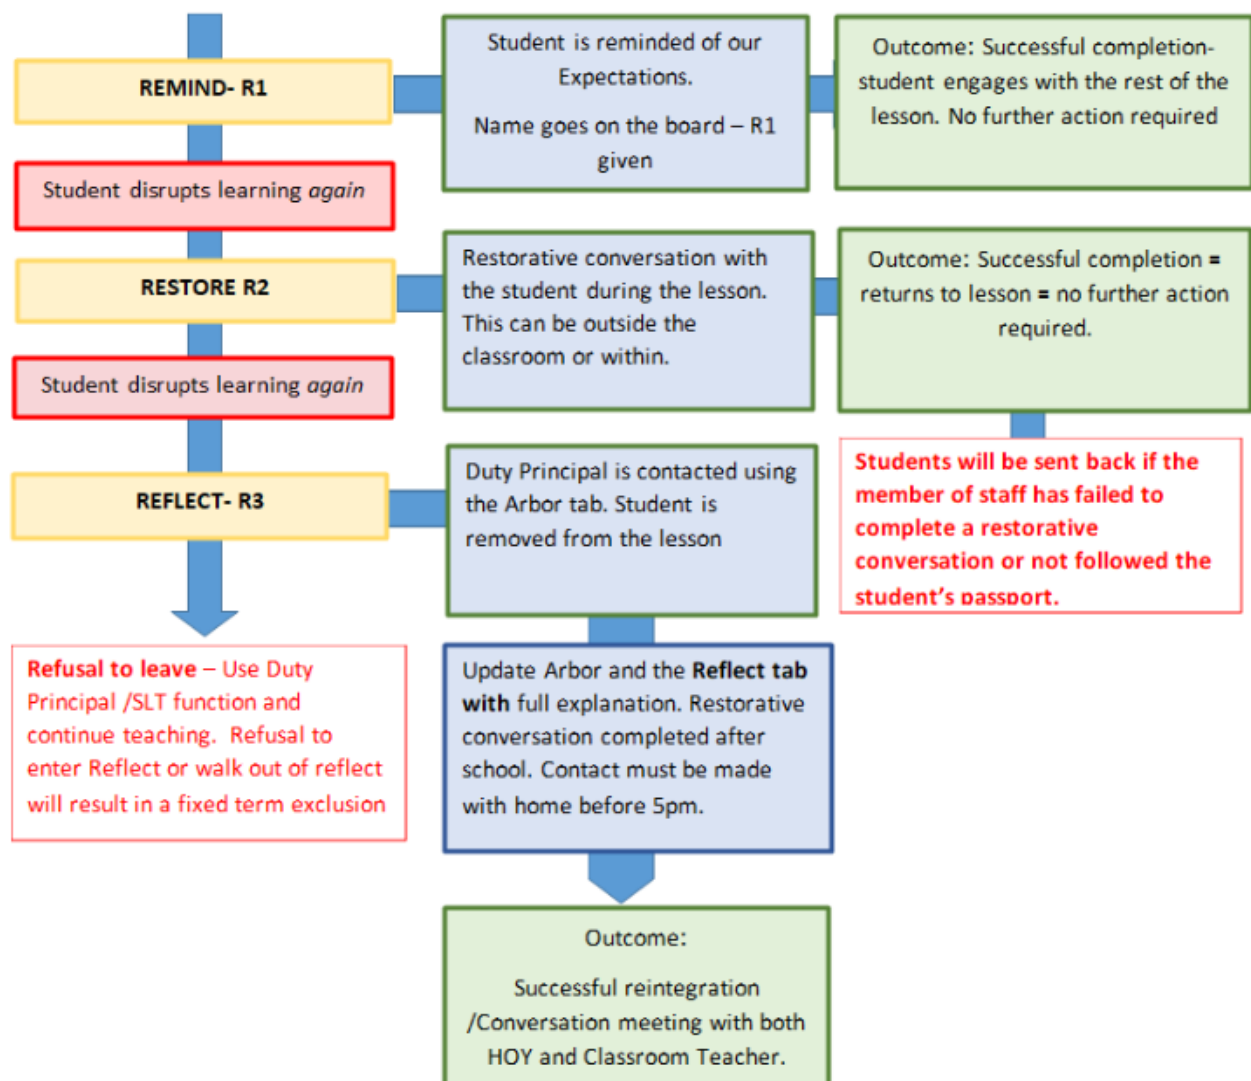 REMIND- R1
Student is reminded of our
Expectations.
Name goes on the board – R1
given
Outcome: Successful completion-
student engages with the rest of the
lesson. No further action required
Student disrupts learning again
RESTORE R2
Restorative conversation with
the student during the lesson.
This can be outside the
classroom or within.
Outcome: Successful completion =
returns to lesson = no further action
required.
Student disrupts learning again
Students will be sent back if the
member of staff has failed to
complete a restorative
conversation or not followed the
student's passport.
REFLECT- R3
Duty Principal is contacted using
the Arbor tab. Student is
removed from the lesson
Refusal to leave – Use Duty
Principal /SLT function and
continue teaching. Refusal to
enter Reflect or walk out of reflect
will result in a fixed term exclusion
Update Arbor and the Reflect tab
with full explanation. Restorative
conversation completed after
school. Contact must be made
with home before 5pm.
Outcome:
Successful reintegration
/Conversation meeting with both
HOY and Classroom Teacher.